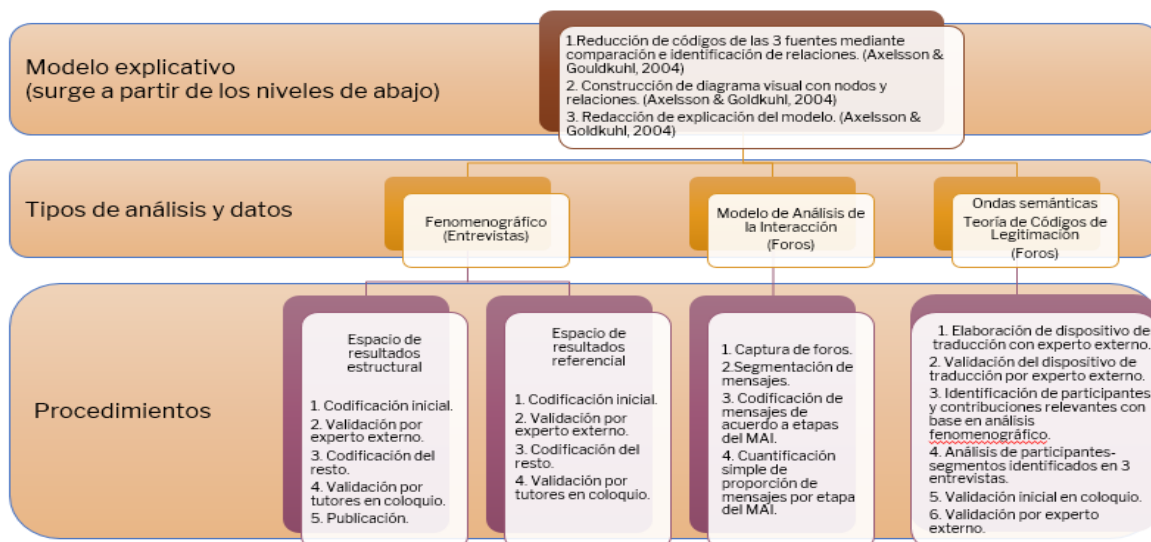 Modelo explicativo
(surge a partir de los niveles de abajo)
1.Reducción de códigos de las 3 fuentes mediante
comparación e identificación de relaciones. (Axelsson &
Gouldkuhl, 2004)
2. Construcción de diagrama visual con nodos y
relaciones. (Axelsson & Goldkuhl, 2004)
3. Redacción de explicación del modelo. (Axelsson &
Goldkuhl, 2004)
Tipos de análisis y datos
Fenomenográfico
(Entrevistas)
Modelo de Análisis de
la Interacción
(Foros)
Ondas semánticas
Teoría de Códigos de
Legitimación
(Foros)
Procedimientos
Espacio de
resultados
estructural
1. Codificación inicial.
2. Validación por
experto externo.
3. Codificación del
resto.
4. Validación por
tutores en coloquio.
5. Publicación.
Espacio de
resultados
referencial
1. Codificación inicial.
2. Validación por
experto externo.
3. Codificación del
resto.
4. Validación por
tutores en coloquio.
1. Captura de foros.
2.Segmentación de
mensajes.
3. Codificación de
mensajes de
acuerdo a etapas
del MAI.
4. Cuantificación
simple de
proporción de
mensajes por etapa
del MAI.
1. Elaboración de dispositivo de
traducción con experto externo.
2. Validación del dispositivo de
traducción por experto externo.
3. Identificación de participantes
y contribuciones relevantes con
base en análisis
fenomenográfico.
4. Análisis de participantes-
segmentos identificados en 3
entrevistas.
5. Validación inicial en coloquio.
6. Validación por experto
externo.